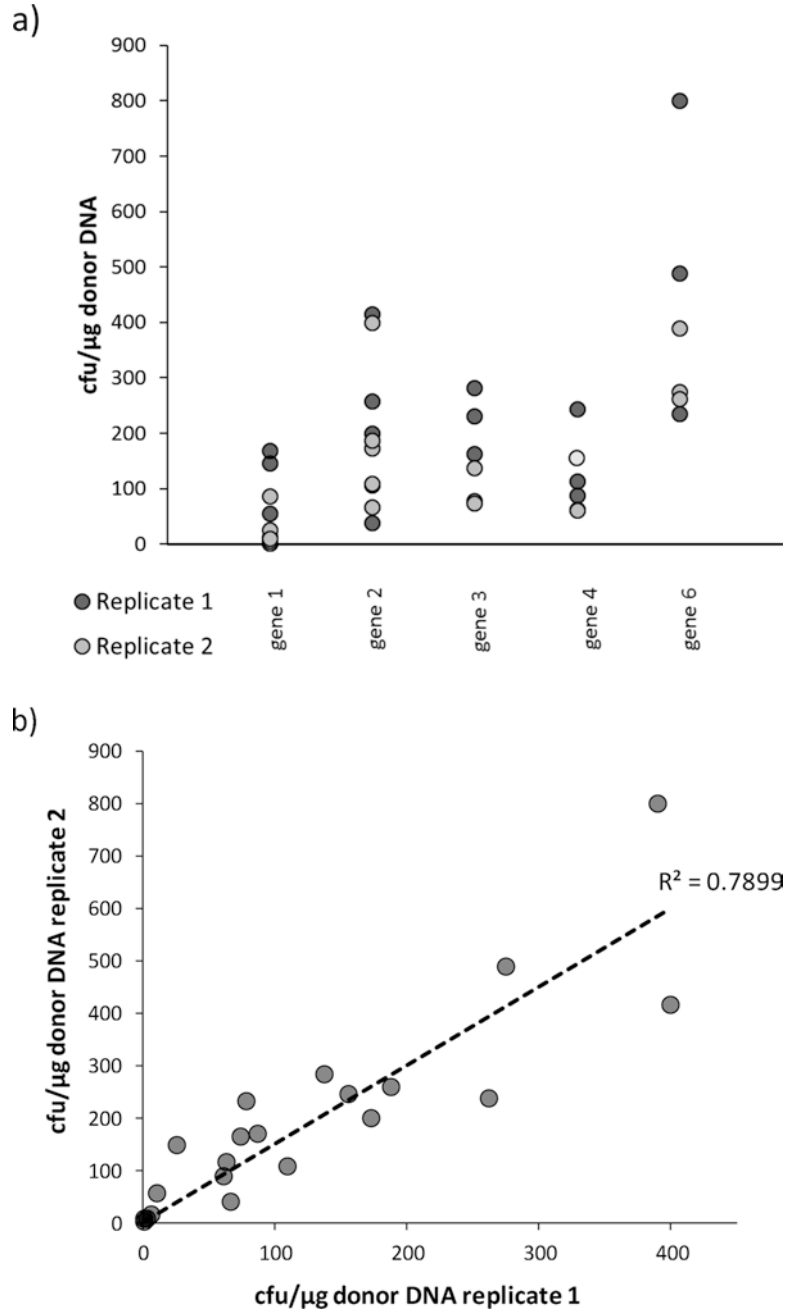 a)
900
800
700
600
500
400
300
200
100
0
cfu/µg donor DNA
gene 1
gene 2
gene 3
gene 4
gene 6
Replicate 1
Replicate 2
b)
900
800
700
600
500
400
300
200
100
0
cfu/µg donor DNA replicate 2
R² = 0.7899
0
100
200
300
400
cfu/µg donor DNA replicate 1